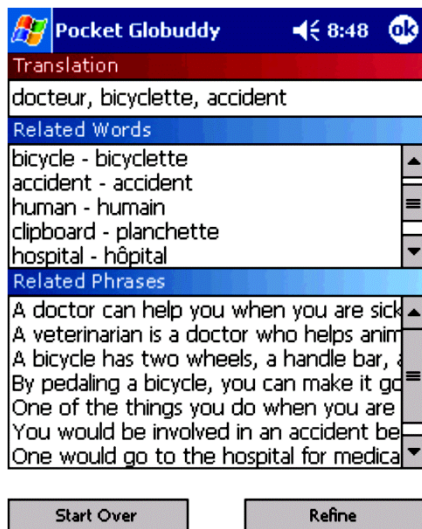 Pocket Globuddy 8:48 ok
Translation
docteur, bicyclette, accident
Related Words
bicycle - bicyclette
accident - accident
human - humain
clipboard - planchette
hospital - hôpital
Related Phrases
A doctor can help you when you are sick
A veterinarian is a doctor who helps anim
A bicycle has two wheels, a handle bar,
By pedaling a bicycle, you can make it go
One of the things you do when you are
You would be involved in an accident be
One would go to the hospital for medica
Start Over Refine